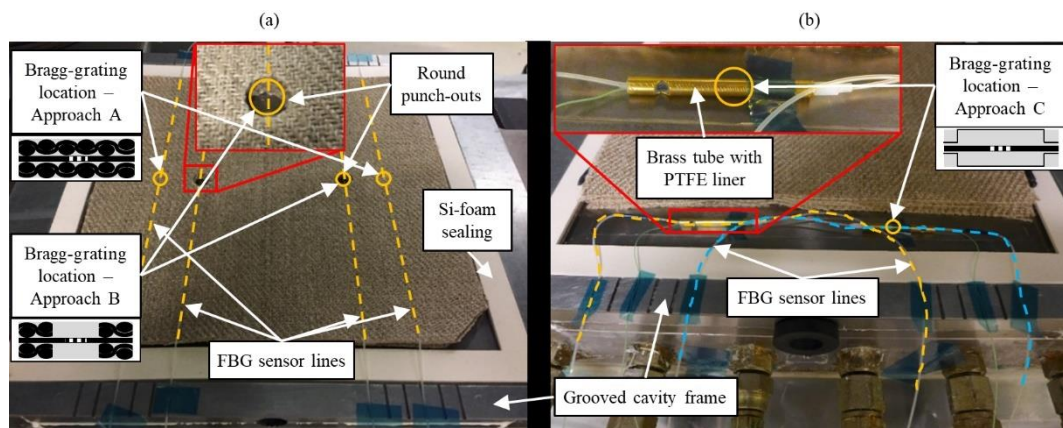 (a)
Bragg-grating
location –
Approach A
Round
punch-outs
Si-foam
sealing
Bragg-grating
location –
Approach B
FBG sensor lines
(b)
Bragg-grating
location –
Approach C
Brass tube with
PTFE liner
FBG sensor lines
Grooved cavity frame